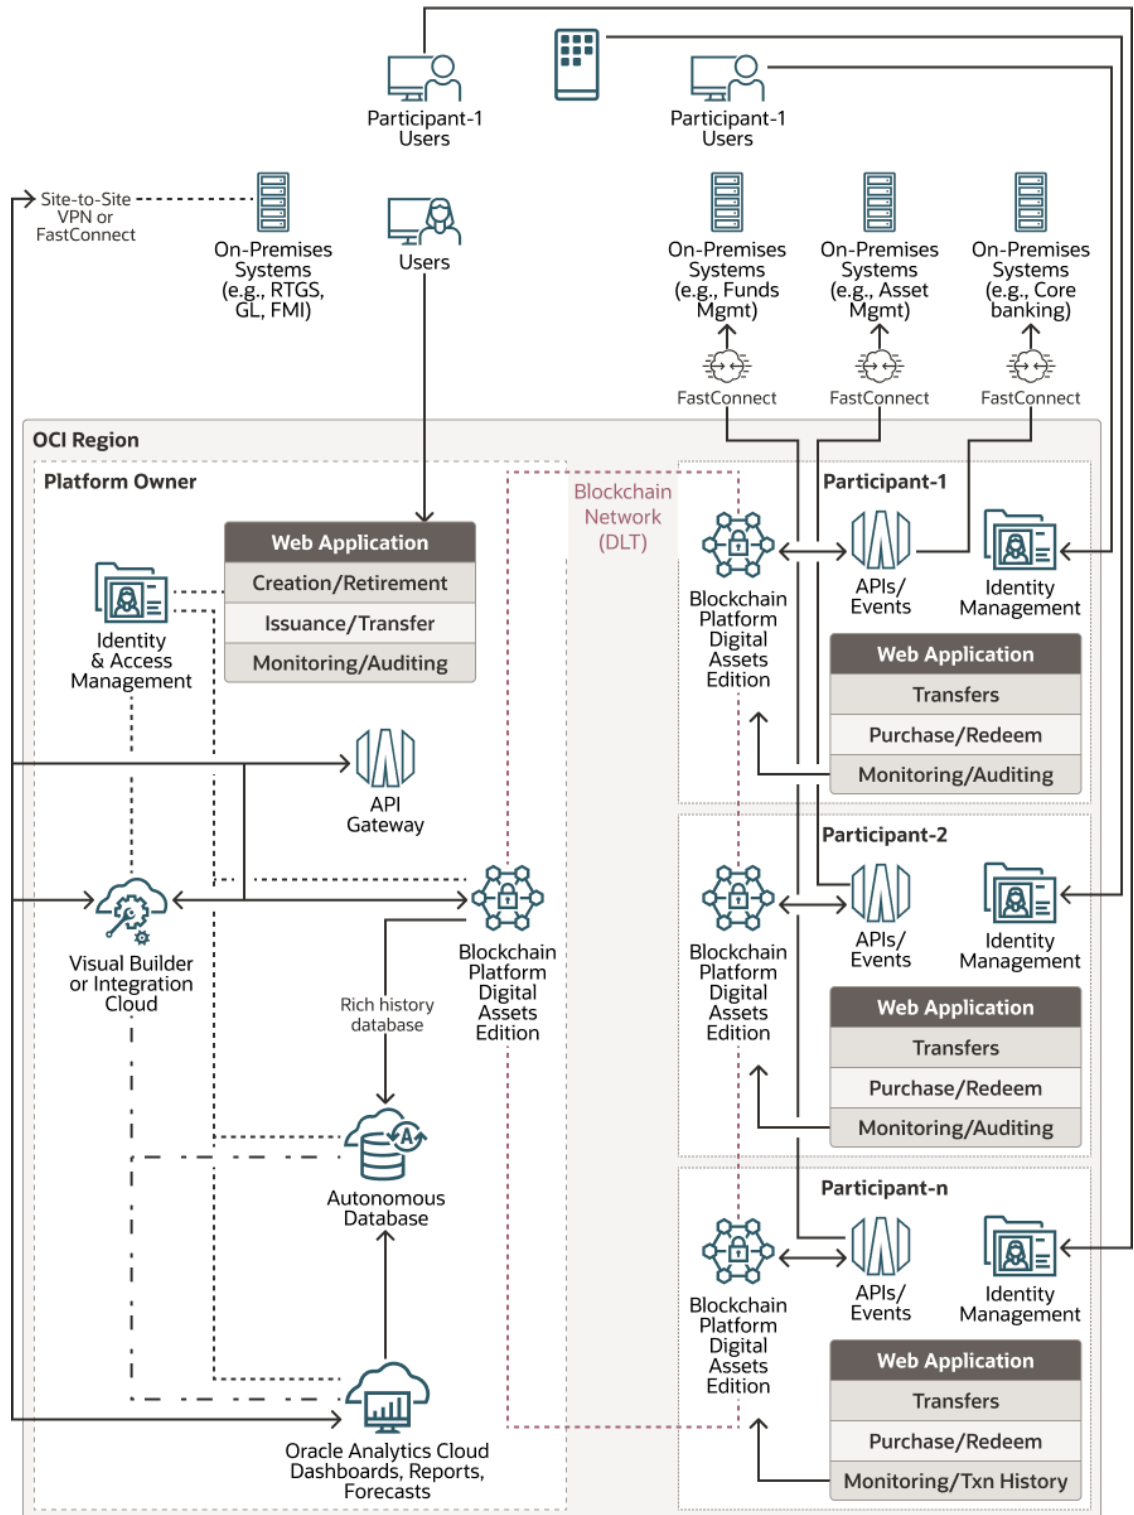 Participant-1
Users
Participant-1
Users
Site-to-Site
VPN or
FastConnect
On-Premises
Systems
(e.g., RTGS,
GL, FMI)
Users
On-Premises
Systems
(e.g., Funds
Mgmt)
On-Premises
Systems
(e.g., Asset
Mgmt)
On-Premises
Systems
(e.g., Core
banking)
FastConnect
FastConnect
FastConnect
OCI Region
Platform Owner
Web Application
Creation/Retirement
Issuance/Transfer
Monitoring/Auditing
Identity
& Access
Management
API
Gateway
Visual Builder
or Integration
Cloud
Blockchain
Platform
Digital
Assets
Edition
Rich history
database
Autonomous
Database
Oracle Analytics Cloud
Dashboards, Reports,
Forecasts
Blockchain
Network
(DLT)
Participant-1
Blockchain
Platform
Digital
Assets
Edition
APIs/
Events
Identity
Management
Web Application
Transfers
Purchase/Redeem
Monitoring/Auditing
Participant-2
Blockchain
Platform
Digital
Assets
Edition
APIs/
Events
Identity
Management
Web Application
Transfers
Purchase/Redeem
Monitoring/Auditing
Participant-n
Blockchain
Platform
Digital
Assets
Edition
APIs/
Events
Identity
Management
Web Application
Transfers
Purchase/Redeem
Monitoring/Txn History